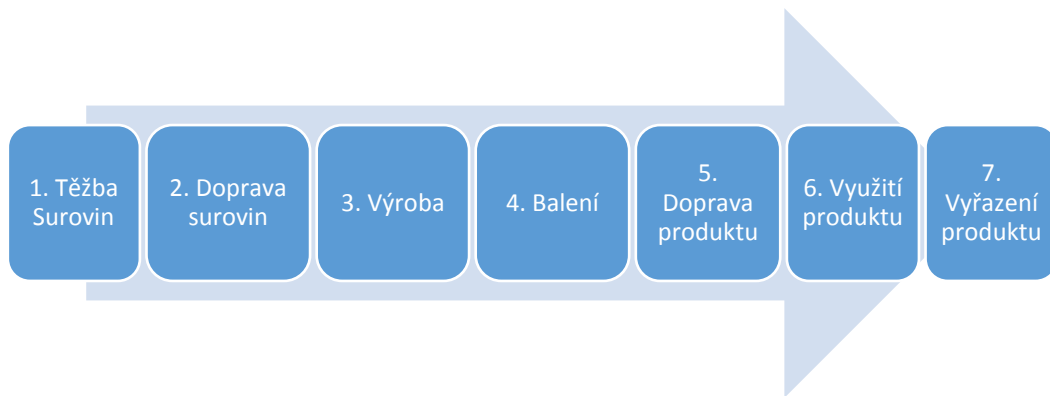 1. Těžba
Surovin
2. Doprava
surovin
3. Výroba
4. Balení
5.
Doprava
produktu
6. Využití
produktu
7.
Vyřazení
produktu